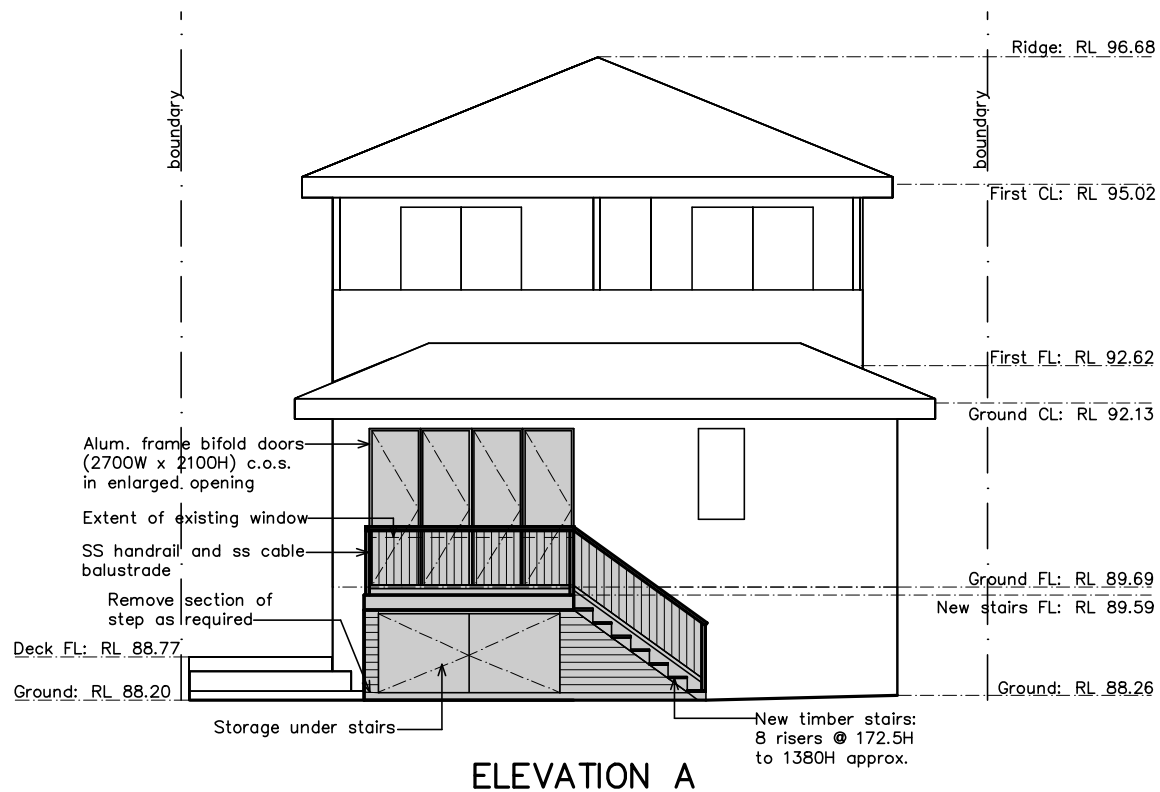 Ridge: RL 96.68
boundary
boundary
First CL: RL 95.02
First FL: RL 92.62
Ground CL: RL 92.13
Alum. frame bifold doors
(2700W x 2100H) c.o.s.
in enlarged opening
Extent of existing window
SS handrail and ss cable
balustrade
Ground FL: RL 89.69
Remove section of
step as required
New stairs FL: RL 89.59
Deck FL: RL 88.77
Ground: RL 88.20
Ground: RL 88.26
Storage under stairs
New timber stairs:
8 risers @ 172.5H
to 1380H approx.
ELEVATION A